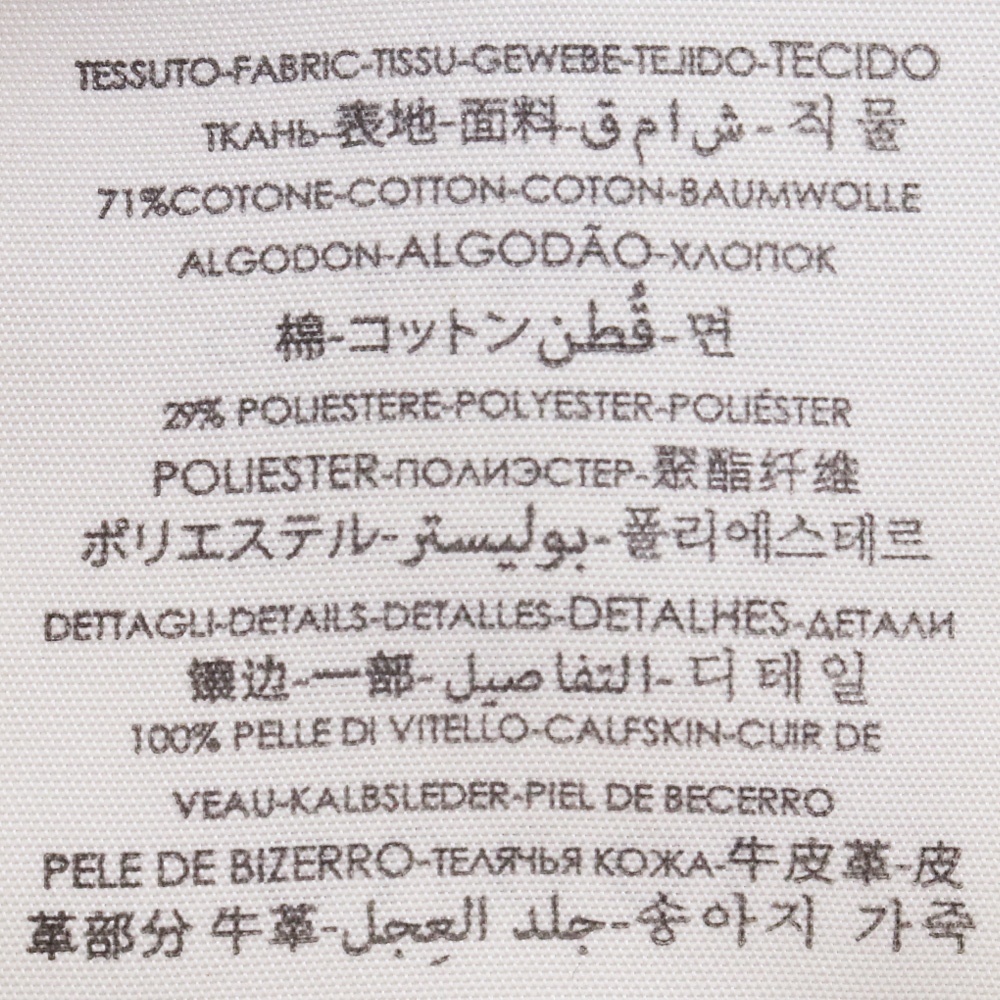 TESSUTO-FABRIC-TISSU-GEWEBE-TEJIDO-TECIDO
ТКАНЬ-表地-面料-ش ا م ق-직 물
71%COTONE-COTTON-COTON-BAUMWOLLE
ALGODON-ALGODÃO-ХЛОПОК
棉-コットン-قُطن-면
29% POLIESTERE-POLYESTER-POLIÉSTER
POLIESTER-ПОЛИЭСТЕР-聚酯纤维
ポリエステル-بوليستر-폴리에스테르
DETTAGLI-DETAILS-DETALLES-DETALHES-ДЕТАЛИ
镶边-一部-التفاصيل-디 테 일
100% PELLE DI VITELLO-CALFSKIN-CUIR DE
VEAU-KALBSLEDER-PIEL DE BECERRO
PELE DE BIZERRO-ТЕЛЯЧЬЯ КОЖА-牛皮革-皮
革部分 牛革-جلد العِجل-송아지 가족